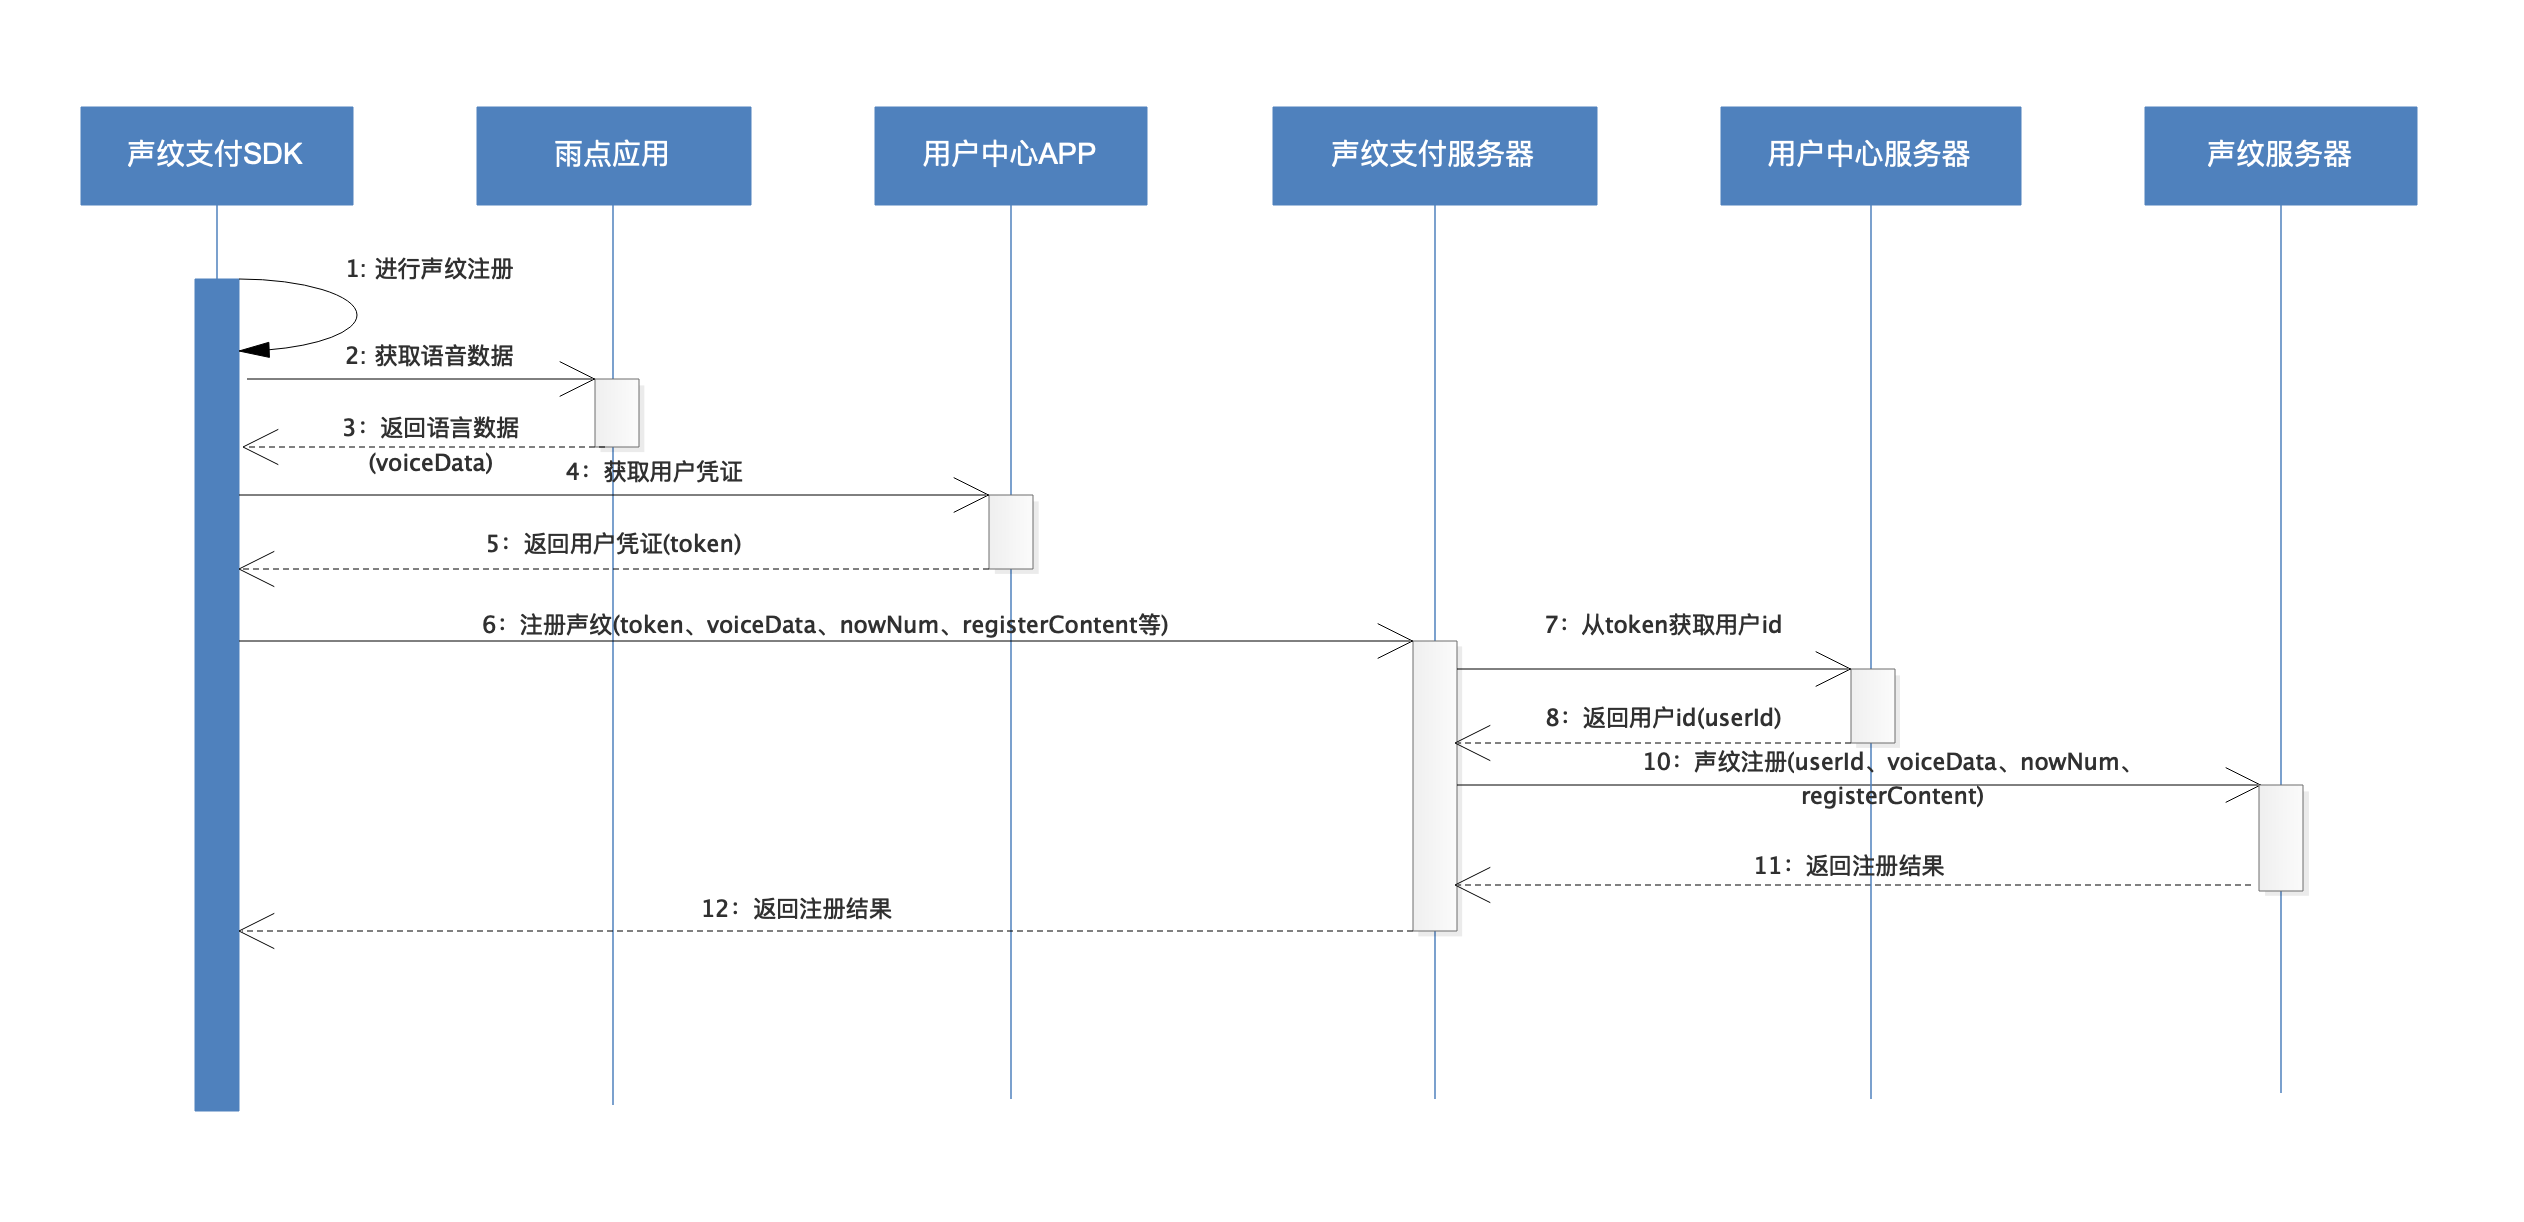 声纹支付SDK
雨点应用
用户中心APP
声纹支付服务器
用户中心服务器
声纹服务器
1: 进行声纹注册
2: 获取语音数据
3：返回语言数据
(voiceData)
4：获取用户凭证
5：返回用户凭证(token)
6：注册声纹(token、voiceData、nowNum、registerContent等)
7：从token获取用户id
8：返回用户id(userId)
10：声纹注册(userId、voiceData、nowNum、
registerContent)
11：返回注册结果
12：返回注册结果